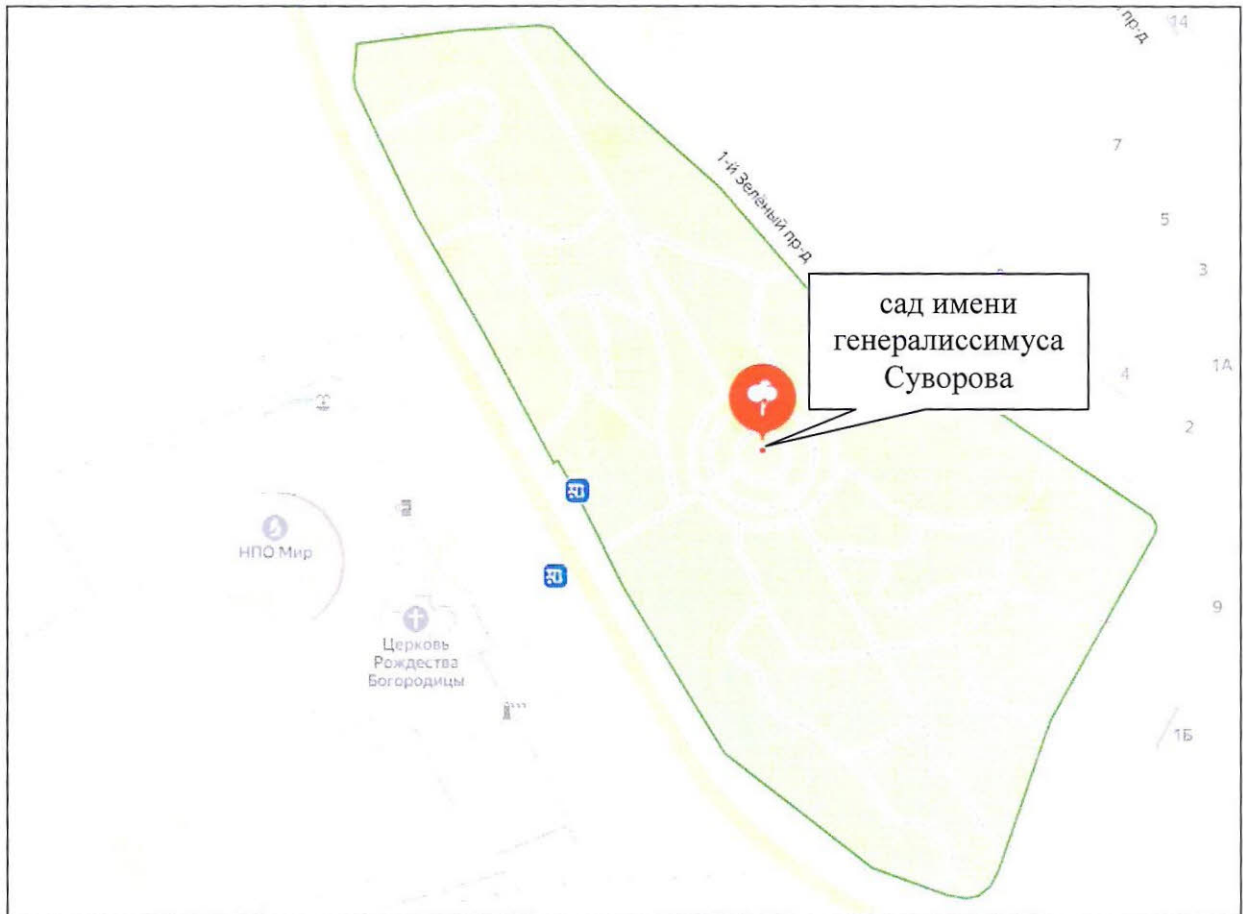 пр-д
14
7
1-й Зелёный пр-д
5
3
сад имени
генералиссимуса
Суворова
1А
4
2
НПО Мир
9
Церковь
Рождества
Богородицы
1Б